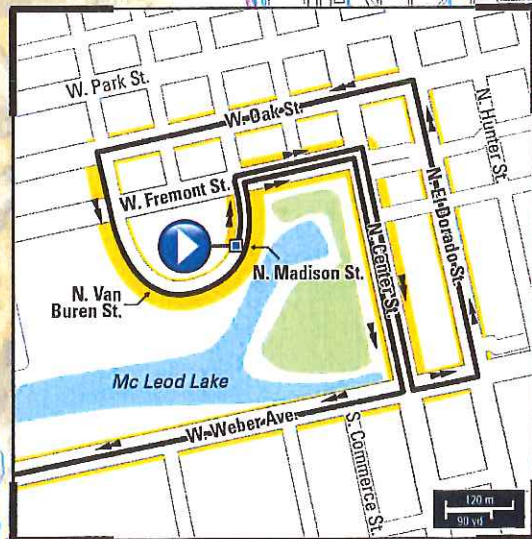 W. Park St.
W. Oak St.
N. Hunter St.
W. Fremont St.
N. El Dorado St.
N. Center St.
N. Madison St.
N. Van
Buren St.
Mc Leod Lake
W. Weber Ave.
S. Commerce St.
120 m
90 yd